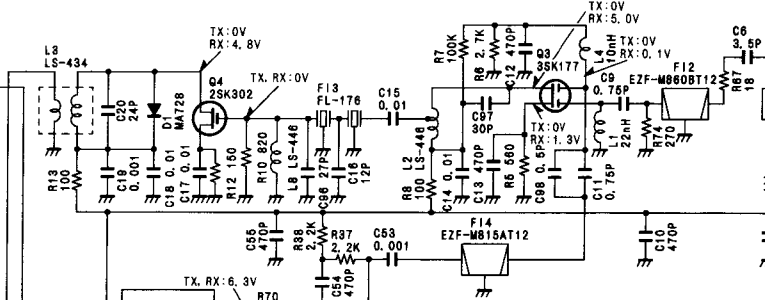 TX:0V
RX:5.0V
C6
3.5P
TX:0V
RX:4.8V
L3
LS-434
R7
100K
R6 2.7K
C12 470P
Q3
3SK177
L4
10nH
TX:0V
RX:0.1V
F12
EZF-M860BT12
R67
18
Q4
2SK302
TX. RX:0V
F13
FL-176
C15
0.01
C9
0.75P
C20
24P
D1
MA728
C97
30P
TX:0V
RX:1.3V
L1
22nH
R74
270
R13
100
C19
0.001
C18 0.01
C17 0.01
R12 150
R10 820
L8 LS-446
C96 27P
C16
12P
L2
LS-446
R8
100
C14 0.01
C13 470P
R5 560
C98 0.5P
C11
0.75P
C55
470P
R38
2.2K
R37
2.2K
C53
0.001
F14
EZF-M815AT12
C10
470P
C54
470P
TX. RX:6.3V
R70